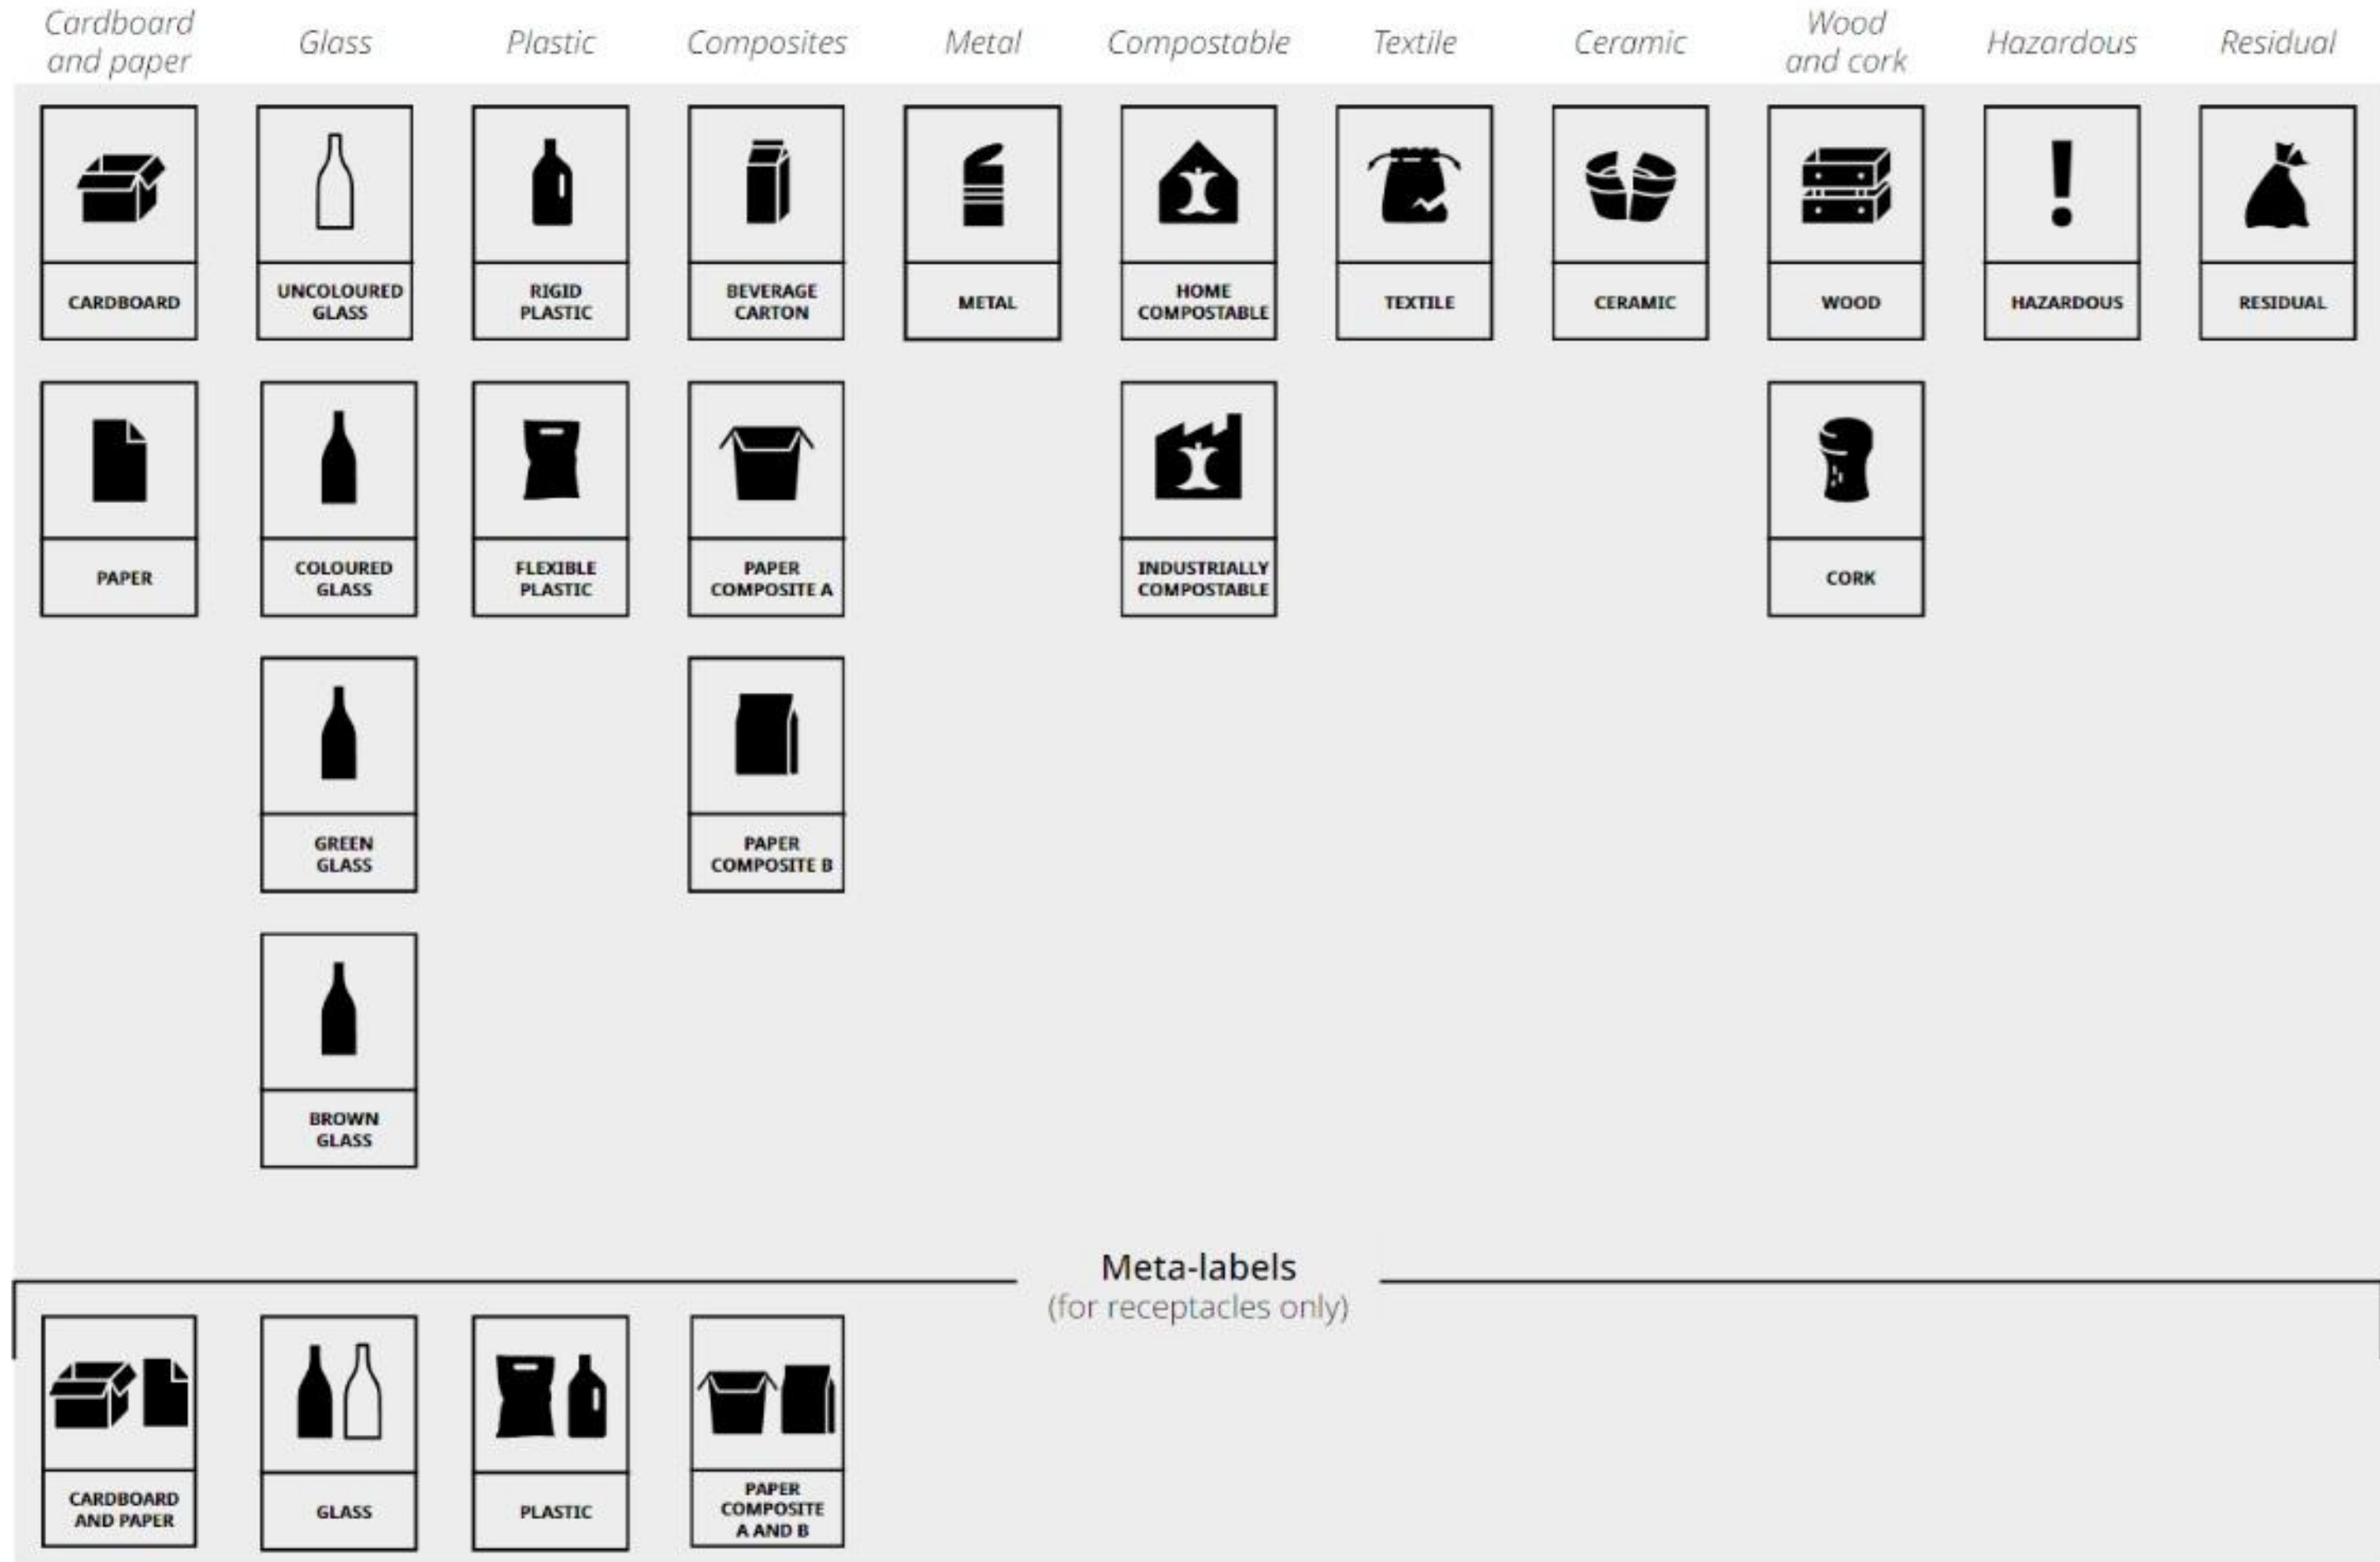 Cardboard
and paper
Glass
Plastic
Composites
Metal
Compostable
Textile
Ceramic
Wood
and cork
Hazardous
Residual
CARDBOARD
UNCOLOURED
GLASS
RIGID
PLASTIC
BEVERAGE
CARTON
METAL
HOME
COMPOSTABLE
TEXTILE
CERAMIC
WOOD
HAZARDOUS
RESIDUAL
PAPER
COLOURED
GLASS
FLEXIBLE
PLASTIC
PAPER
COMPOSITE A
INDUSTRIALLY
COMPOSTABLE
CORK
GREEN
GLASS
PAPER
COMPOSITE B
BROWN
GLASS
Meta-labels
(for receptacles only)
CARDBOARD
AND PAPER
GLASS
PLASTIC
PAPER
COMPOSITE
A AND B